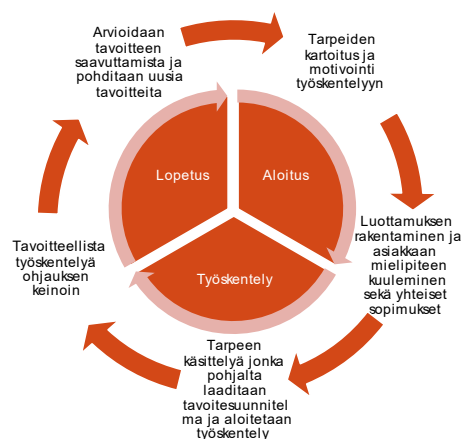 Arvioidaan
tavoitteen
saavuttamista ja
pohditaan uusia
tavoitteita
Tarpeiden
kartoitus ja
motivointi
työskentelyyn
Lopetus
Aloitus
Työskentely
Luottamuksen
rakentaminen ja
asiakkaan
mielipiteen
kuuleminen
sekä yhteiset
sopimukset
Tarpeen
käsittelyä jonka
pohjalta
laaditaan
tavoitesuunnitel
ma ja aloitetaan
työskentely
Tavoitteellista
työskentelyä
ohjauksen
keinoin